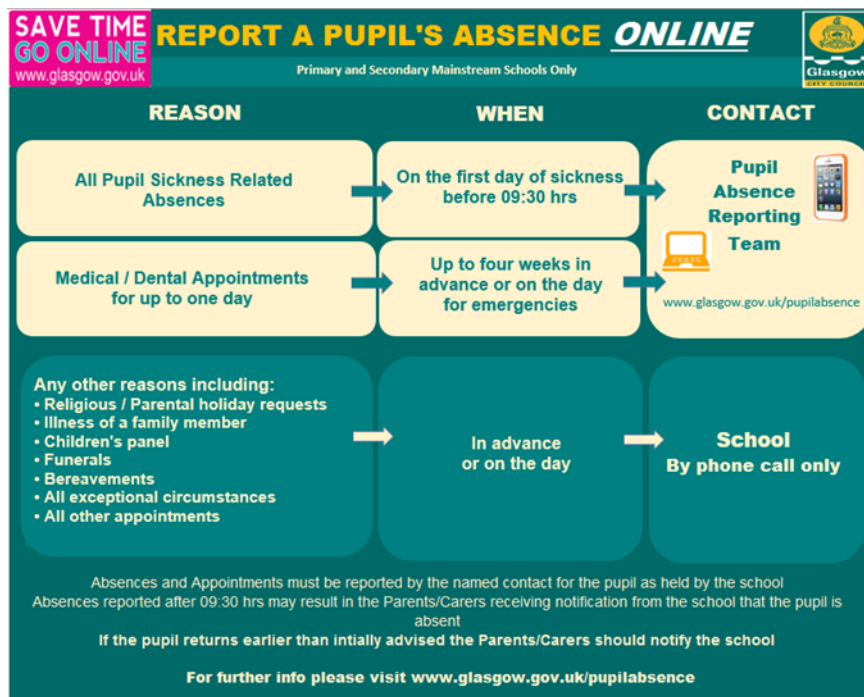 SAVE TIME
GO ONLINE
www.glasgow.gov.uk
REPORT A PUPIL'S ABSENCE ONLINE
Primary and Secondary Mainstream Schools Only
Glasgow
CITY COUNCIL
REASON
WHEN
CONTACT
All Pupil Sickness Related
Absences
On the first day of sickness
before 09:30 hrs
Pupil
Absence
Reporting
Team
www.glasgow.gov.uk/pupilabsence
Medical / Dental Appointments
for up to one day
Up to four weeks in
advance or on the day
for emergencies
Any other reasons including:
• Religious / Parental holiday requests
• Illness of a family member
• Children's panel
• Funerals
• Bereavements
• All exceptional circumstances
• All other appointments
In advance
or on the day
School
By phone call only
Absences and Appointments must be reported by the named contact for the pupil as held by the school
Absences reported after 09:30 hrs may result in the Parents/Carers receiving notification from the school that the pupil is
absent
If the pupil returns earlier than intially advised the Parents/Carers should notify the school
For further info please visit www.glasgow.gov.uk/pupilabsence